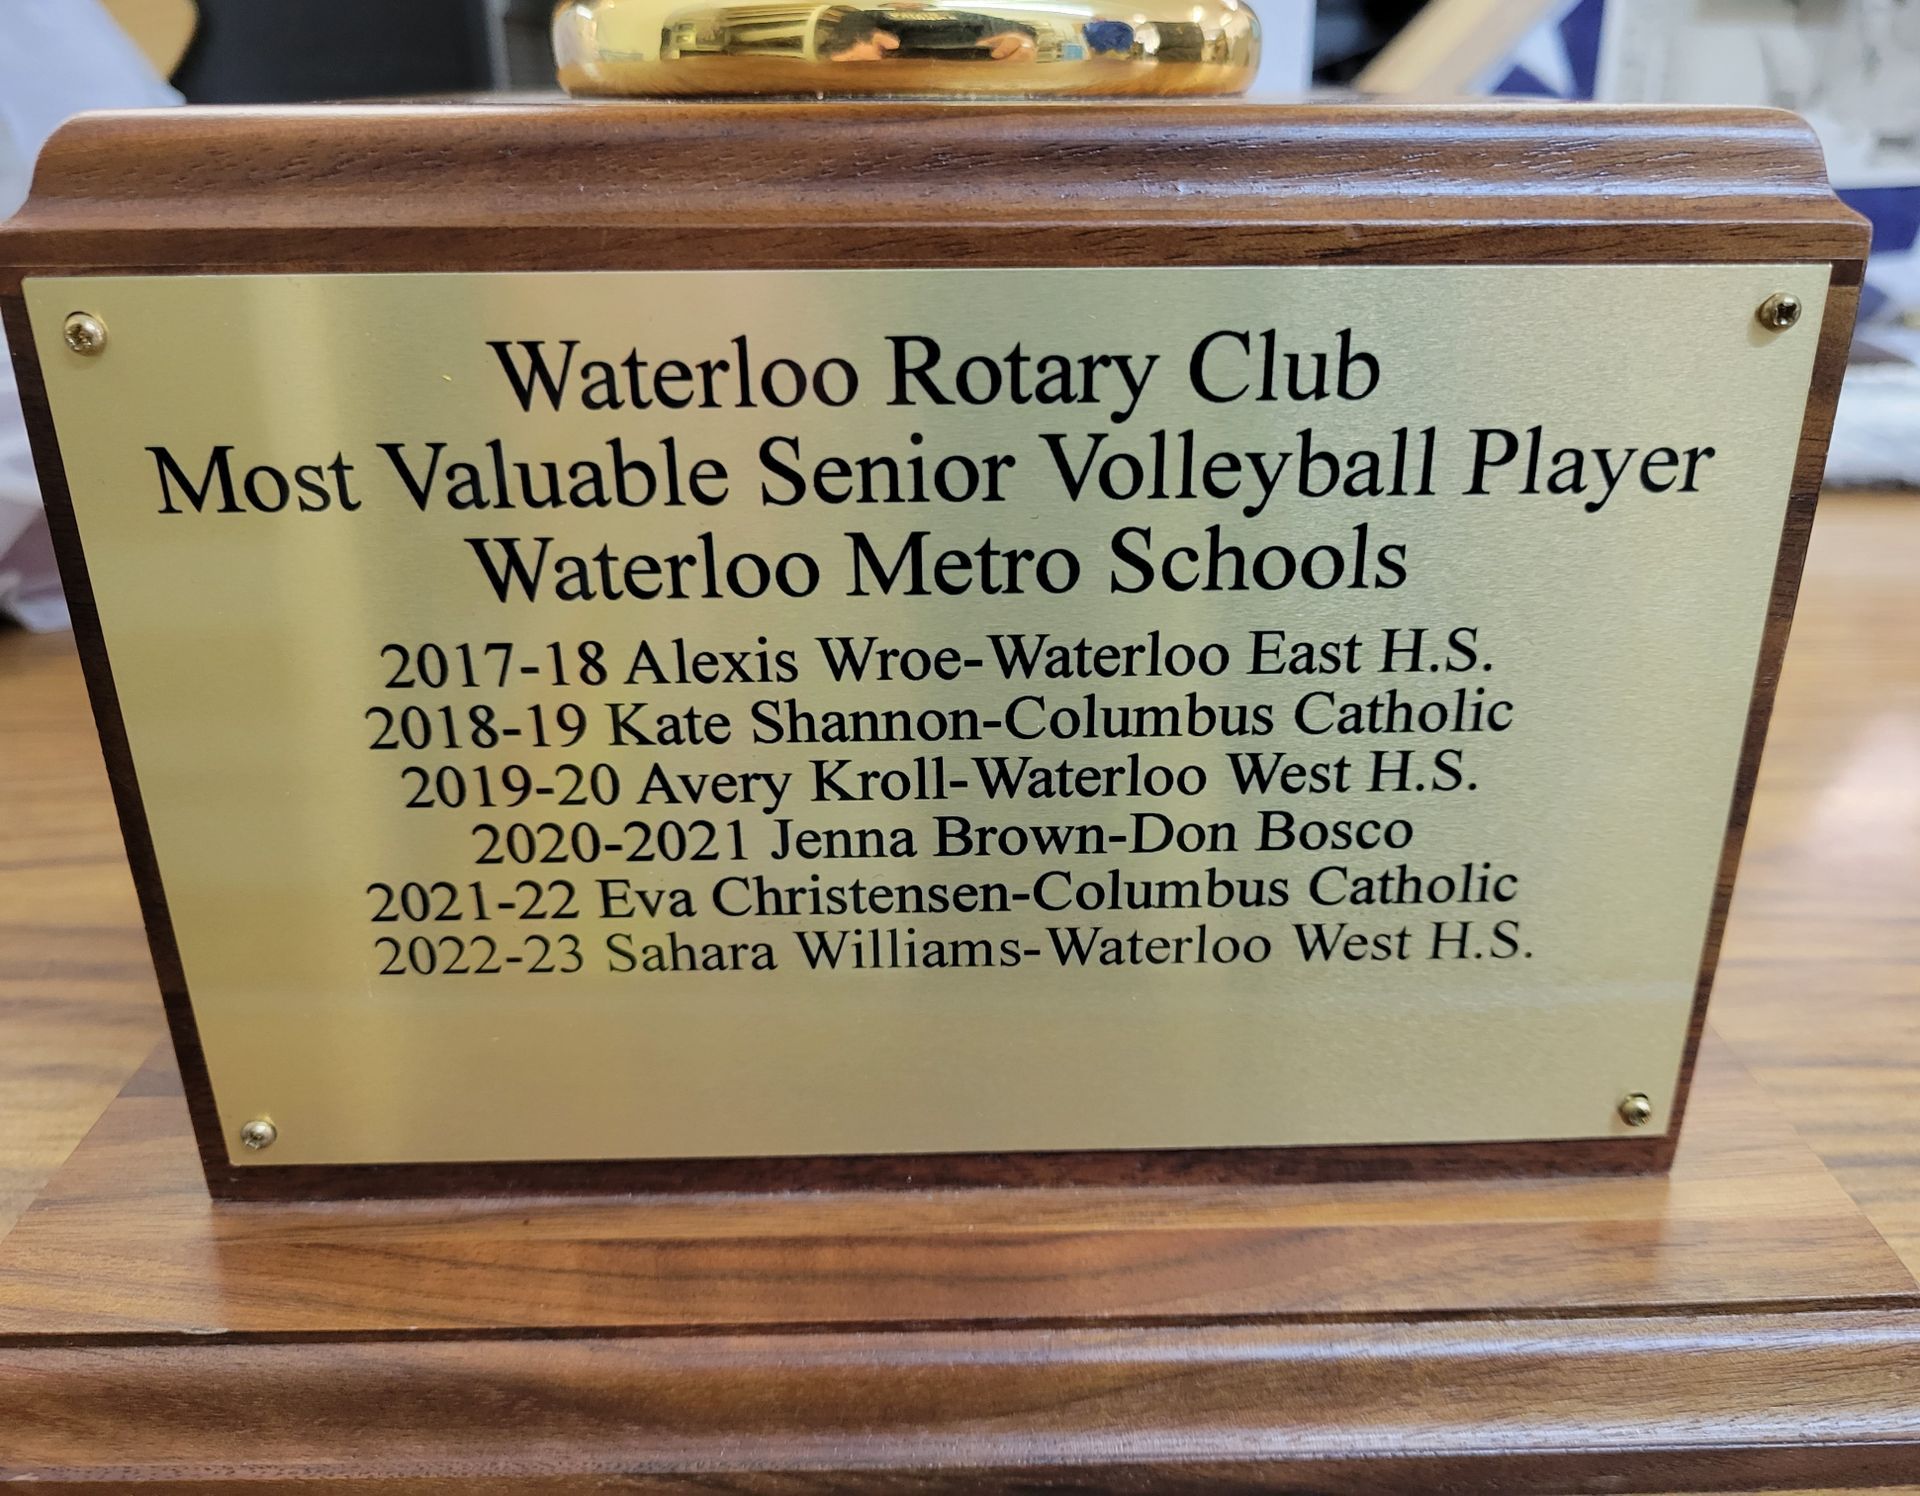 Waterloo Rotary Club
Most Valuable Senior Volleyball Player
Waterloo Metro Schools
2017-18 Alexis Wroe-Waterloo East H.S.
2018-19 Kate Shannon-Columbus Catholic
2019-20 Avery Kroll-Waterloo West H.S.
2020-2021 Jenna Brown-Don Bosco
2021-22 Eva Christensen-Columbus Catholic
2022-23 Sahara Williams-Waterloo West H.S.